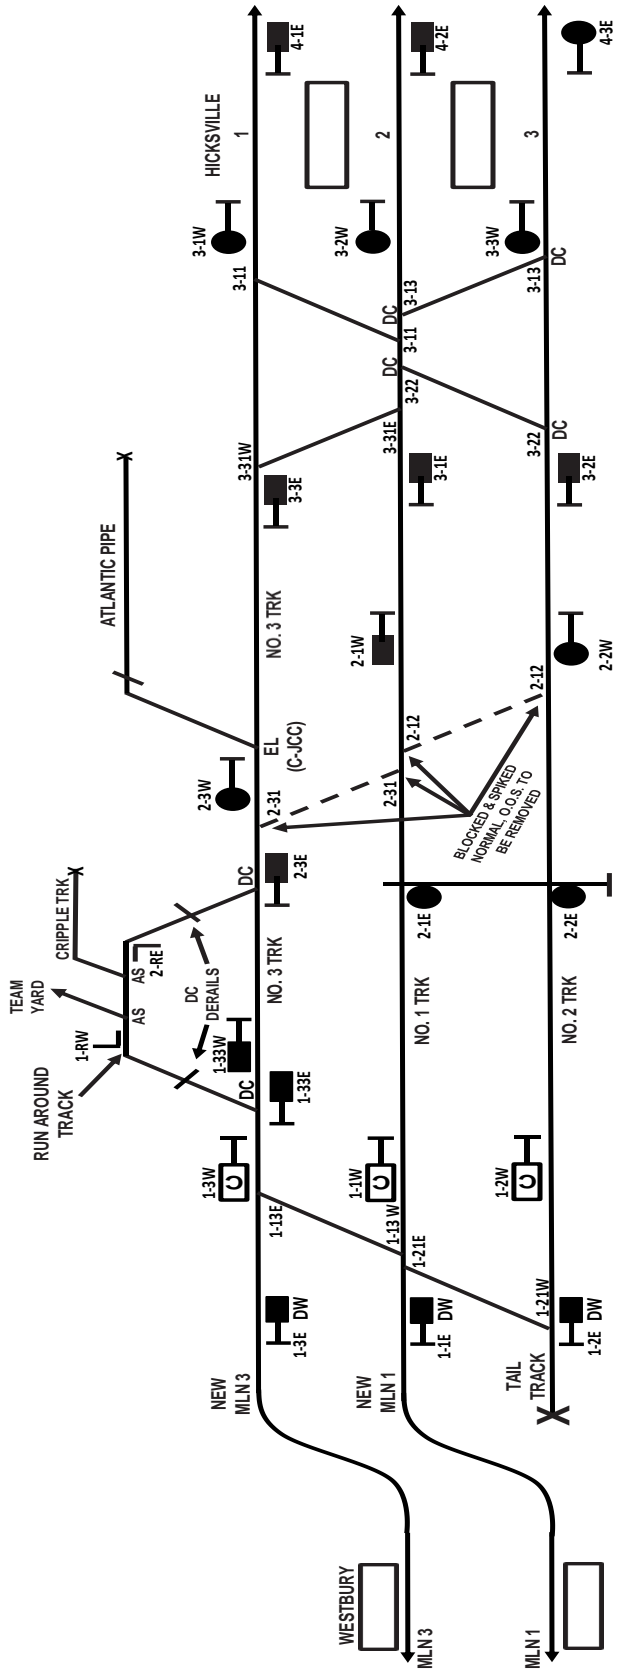 WESTBURY
MLN 3
MLN 1
NEW
MLN 3
NEW
MLN 1
TAIL
TRACK
X
1-3E
DW
1-1E
DW
1-2E
DW
1-13E
1-13 W
1-21E
1-21W
1-3W
C
1-1W
C
1-2W
C
RUN AROUND
TRACK
1-RW
TEAM
YARD
CRIPPLE TRK
X
AS
AS
2-RE
DC
DERAILS
DC
1-33W
1-33E
NO. 3 TRK
NO. 1 TRK
NO. 2 TRK
DC
2-3E
2-1E
2-2E
2-3W
2-31
2-31
2-12
2-12
BLOCKED & SPIKED
NORMAL, O.O.S. TO
BE REMOVED
EL
(C-JCC)
ATLANTIC PIPE
X
NO. 3 TRK
2-1W
2-2W
3-3E
3-1E
3-2E
3-31W
3-31E
3-22
DC
3-22
DC
3-11
3-11
DC
3-13
3-13
DC
3-1W
3-2W
3-3W
HICKSVILLE
1
2
3
4-1E
4-2E
4-3E